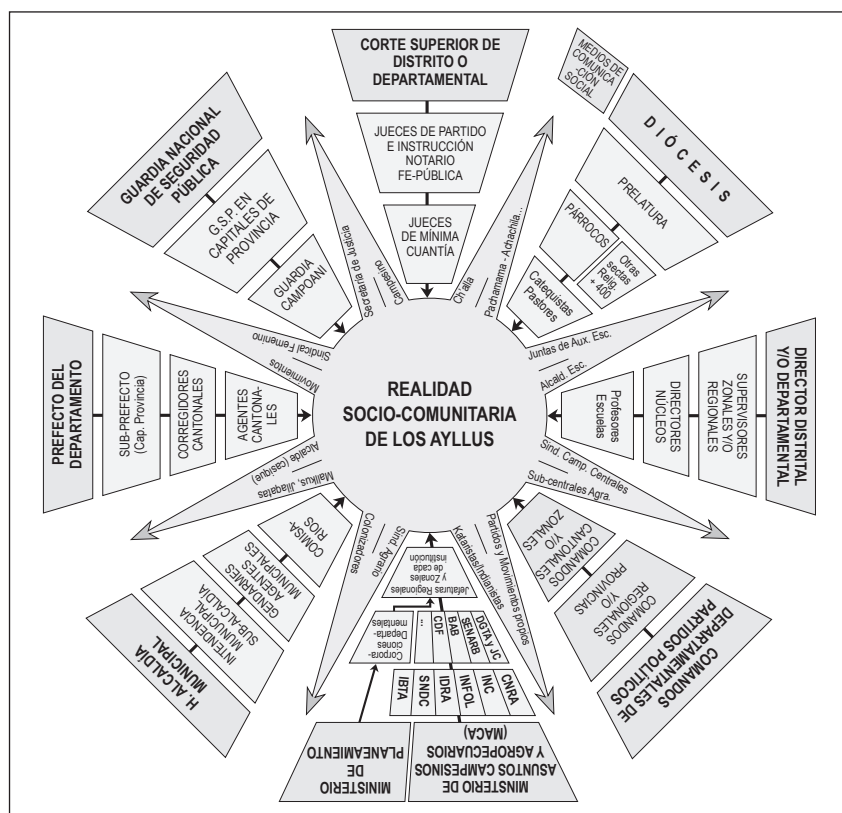 CORTE SUPERIOR DE
DISTRITO O
DEPARTAMENTAL
JUECES DE PARTIDO
E INSTRUCCIÓN
NOTARIO
FE-PÚBLICA
JUECES
DE MÍNIMA
CUANTÍA
MEDIOS DE
COMUNICA
-CIÓN
SOCIAL
DIÓCESIS
PRELATURA
PÁRROCOS
Otras
sectas
Relig.
+ 400
Catequistas
Pastores
Ch'alla
Pachamama - Achachila...
Juntas de Aux. Esc.
Alcald. Esc.
DIRECTOR DISTRITAL
Y/O DEPARTAMENTAL
SUPERVISORES
ZONALES Y/O
REGIONALES
DIRECTORES
NÚCLEOS
Profesores
Escuelas
Sind. Camp. Centrales
Sub-centrales Agra.
COMANDOS
DEPARTAMENTALES DE
PARTIDOS POLÍTICOS
COMANDOS
REGIONALES
Y/O
PROVINCIAS
COMANDOS
Y/O
CANTONALES
ZONALES
Partidos y Movimientos propios
Kataristas/Indianistas
MINISTERIO DE
ASUNTOS CAMPESINOS
Y AGROPECUARIOS
(MACA)
CNRA
INC
INFOL
IDRA
SNDC
IBTA
DGTA y JC
SENARB
BAB
CDF
..
Jefaturas Regionales
y Zonales
de cada
institución
MINISTERIO
DE
PLANEAMIENTO
Corpora-
ciones
Departa-
mentales
Sind. Agrario
Colonizadores
H. ALCALDÍA
MUNICIPAL
INTENDENCIA
MUNICIPAL
SUB-ALCALDÍA
GENDARMES
AGENTES
MUNICIPALES
COMISA-
RIOS
Mallkus, Jilaqatas
Alcalde (casique)
PREFECTO DEL
DEPARTAMENTO
SUB-PREFECTO
(Cap. Provincia)
CORREGIDORES
CANTONALES
AGENTES
CANTONA-
LES
Movimientos
Sindical Femenino
GUARDIA NACIONAL
DE SEGURIDAD
PÚBLICA
G.S.P. EN
CAPITALES DE
PROVINCIA
GUARDIA
CAMPOANI
Secretaría de Justicia
Campesino
REALIDAD
SOCIO-COMUNITARIA
DE LOS AYLLUS